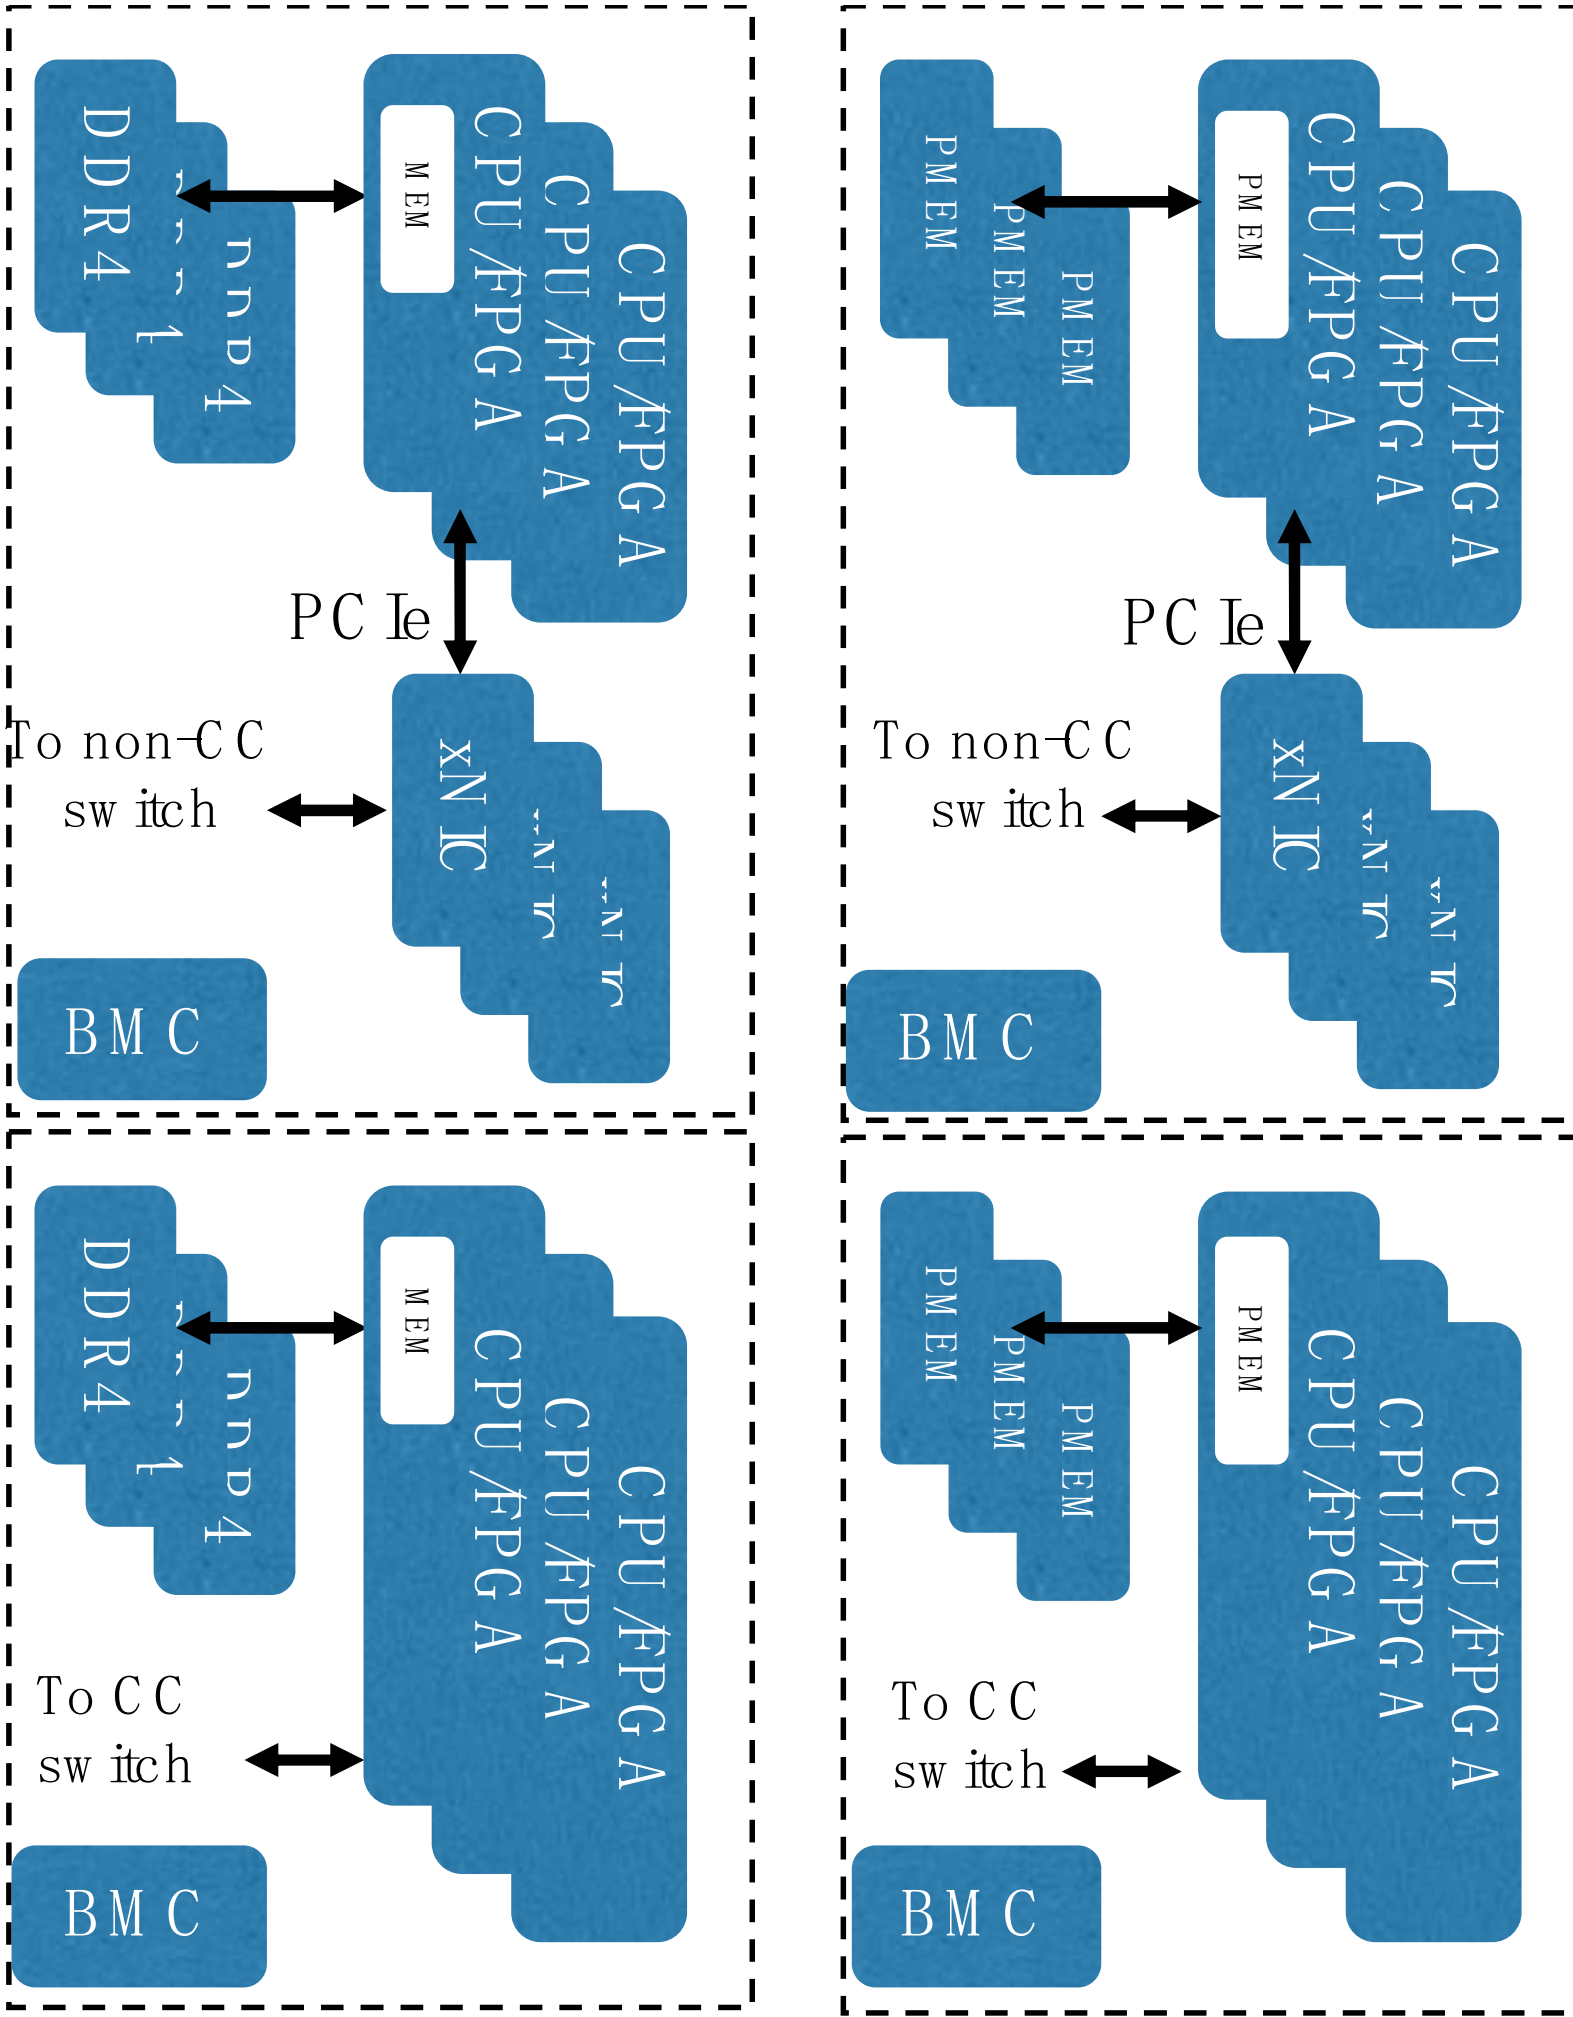 DDR4
DDR4
MEM
CPU/FPGA
CPU/FPGA
CPU/FPGA
PCIe
To non-CC
switch
xNIC
BMC
PMEM
PMEM
PMEM
PMEM
CPU/FPGA
CPU/FPGA
CPU/FPGA
PCIe
To non-CC
switch
xNIC
BMC
DDR4
DDR4
MEM
CPU/FPGA
CPU/FPGA
CPU/FPGA
To CC
switch
BMC
PMEM
PMEM
PMEM
PMEM
CPU/FPGA
CPU/FPGA
CPU/FPGA
To CC
switch
BMC